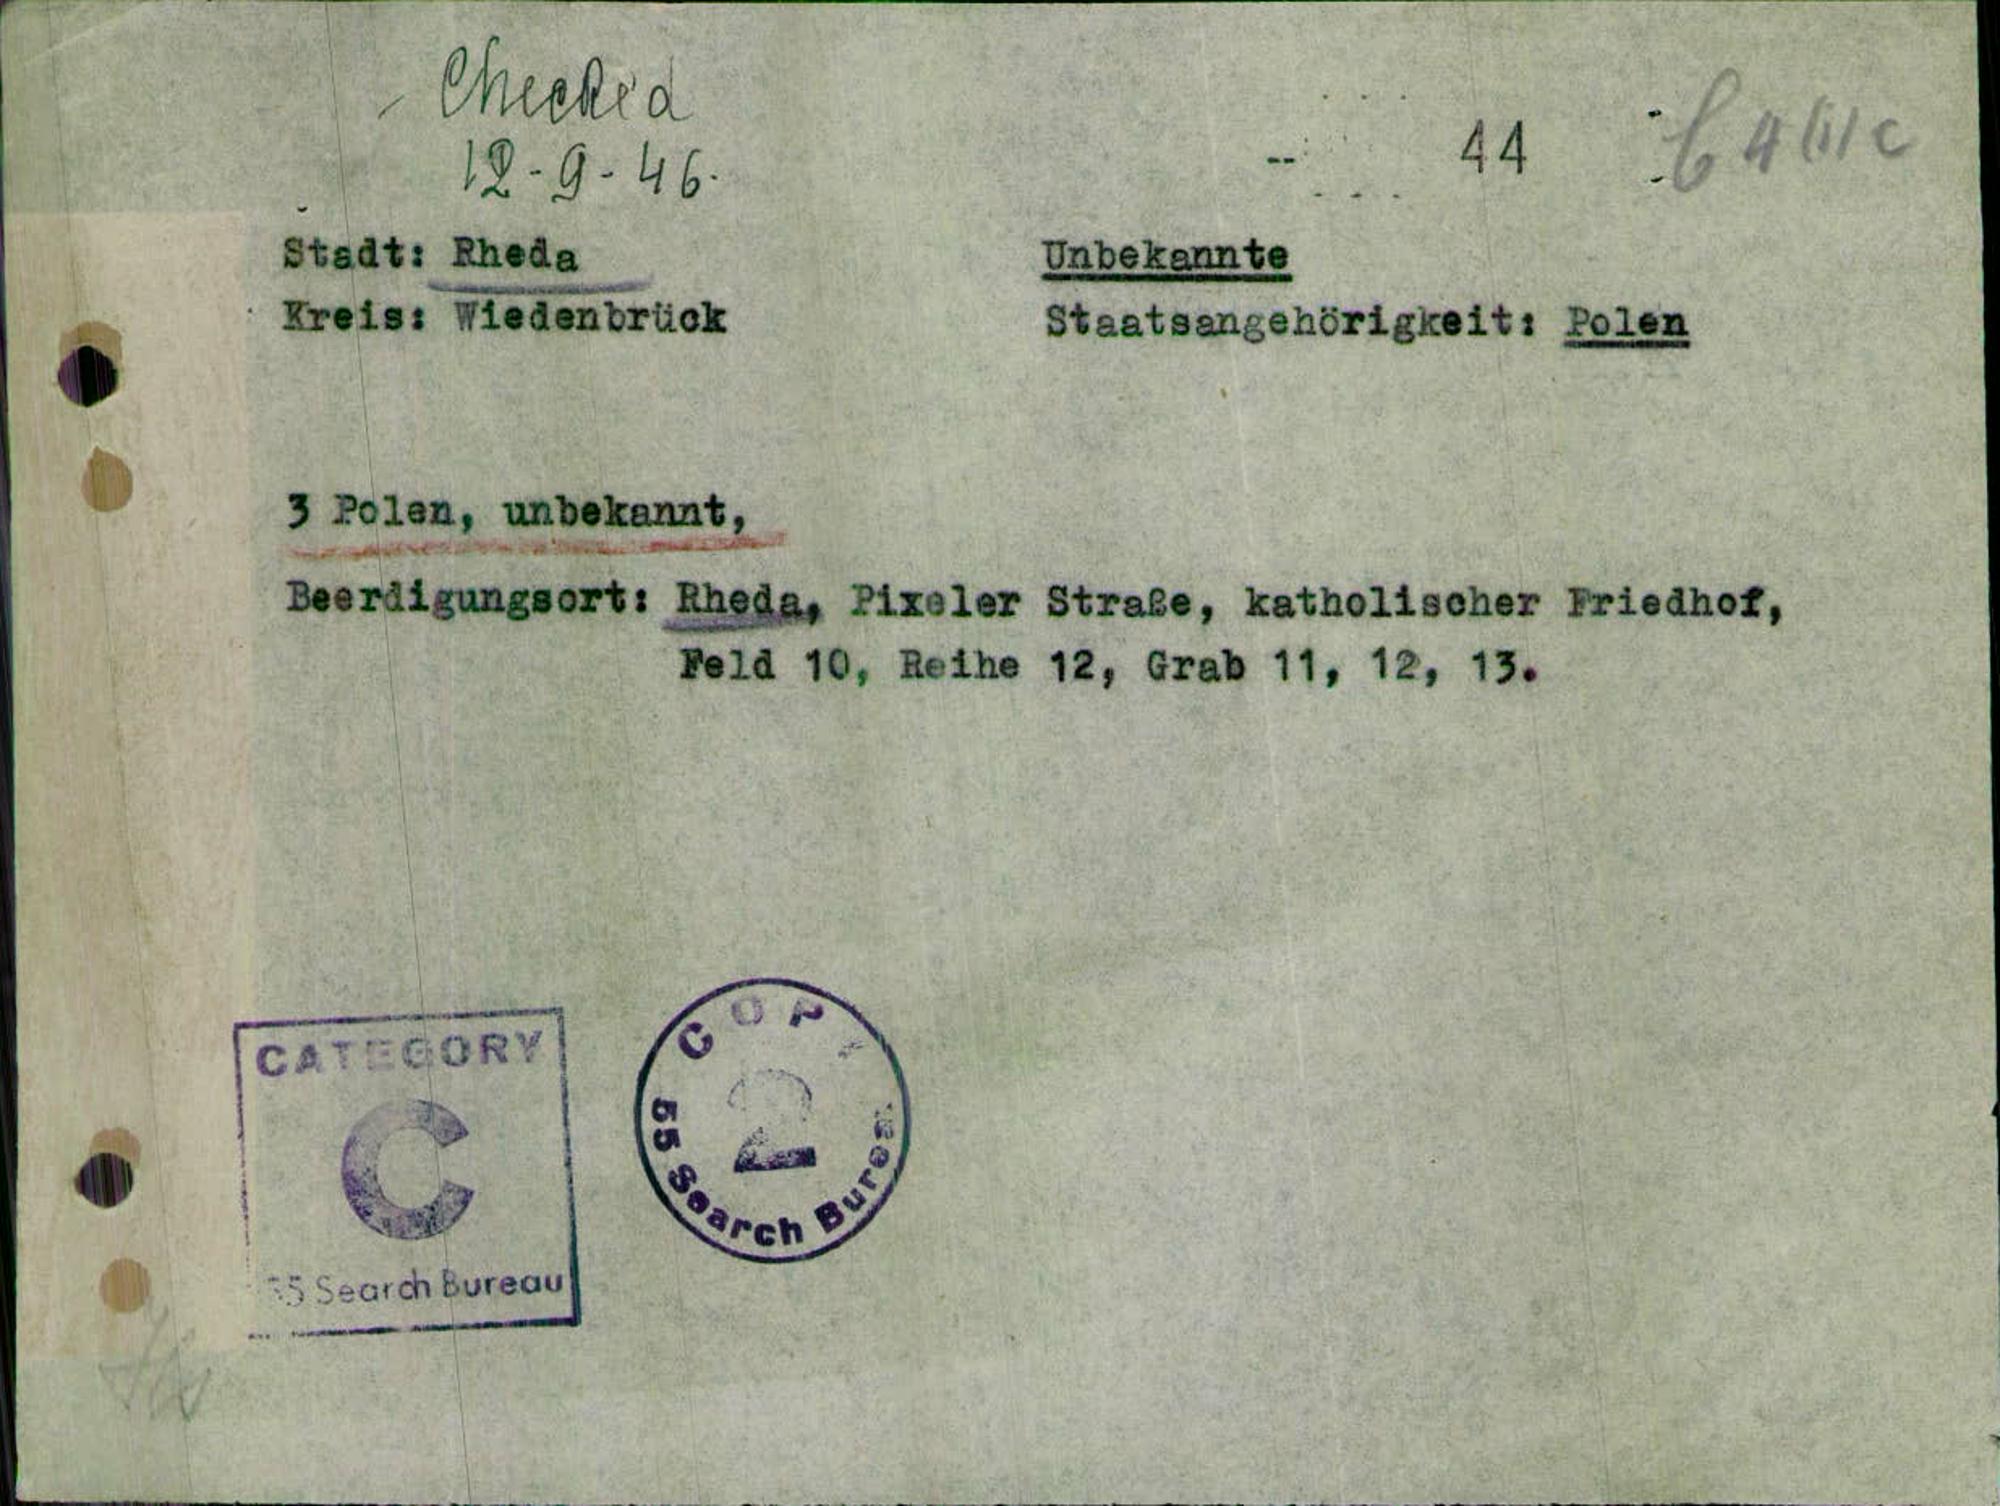 Checked
12-9-46.
44
Stadt: Rheda
Unbekannte
Kreis: Wiedenbrück
Staatsangehörigkeit: Polen
3 Polen, unbekannt,
Beerdigungsort: Rheda, Pixeler Straße, katholischer Friedhof,
Feld 10, Reihe 12, Grab 11, 12, 13.
CATEGORY
C
55 Search Bureau
COPY
2
55 Search Bureau